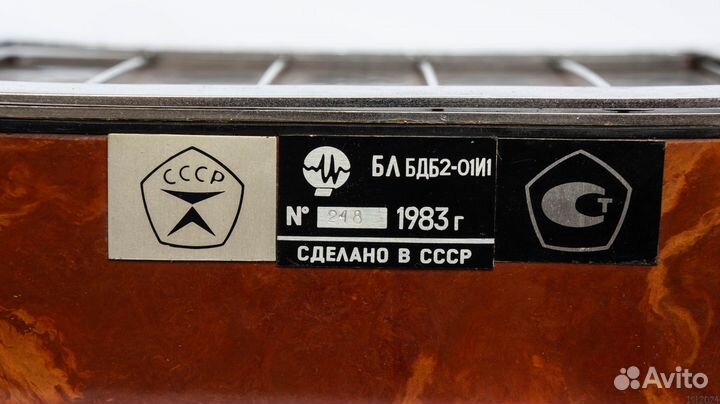 СССР
БЛ БДБ2-01И1
№ 248 1983 г
СДЕЛАНО В СССР
С Т
Avito